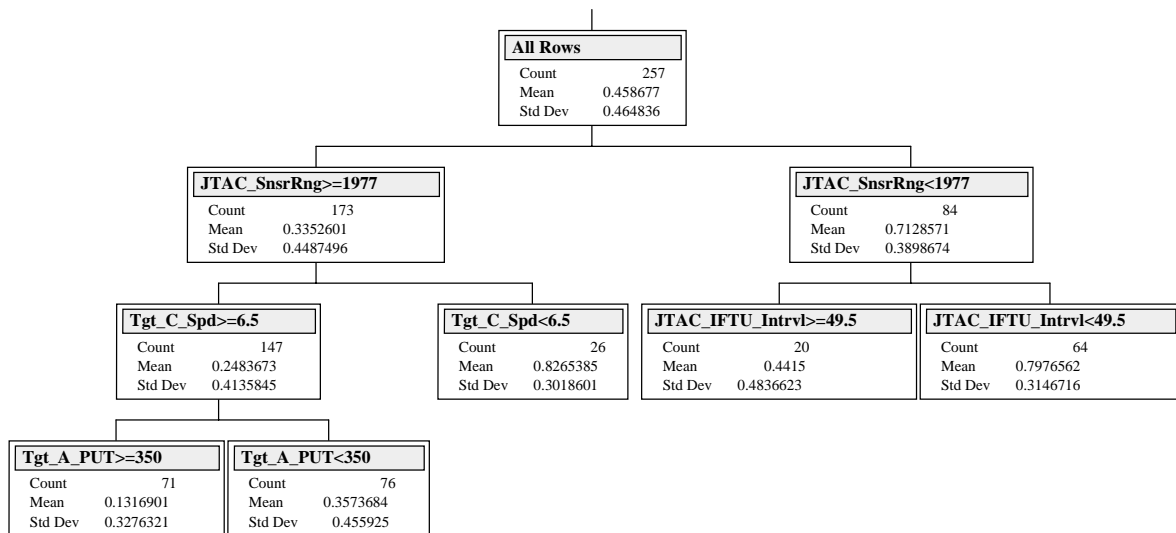 All Rows
Count 257
Mean 0.458677
Std Dev 0.464836
JTAC_SnsrRng>=1977
Count 173
Mean 0.3352601
Std Dev 0.4487496
JTAC_SnsrRng<1977
Count 84
Mean 0.7128571
Std Dev 0.3898674
Tgt_C_Spd>=6.5
Count 147
Mean 0.2483673
Std Dev 0.4135845
Tgt_C_Spd<6.5
Count 26
Mean 0.8265385
Std Dev 0.3018601
JTAC_IFTU_Intrvl>=49.5
Count 20
Mean 0.4415
Std Dev 0.4836623
JTAC_IFTU_Intrvl<49.5
Count 64
Mean 0.7976562
Std Dev 0.3146716
Tgt_A_PUT>=350
Count 71
Mean 0.1316901
Std Dev 0.3276321
Tgt_A_PUT<350
Count 76
Mean 0.3573684
Std Dev 0.455925